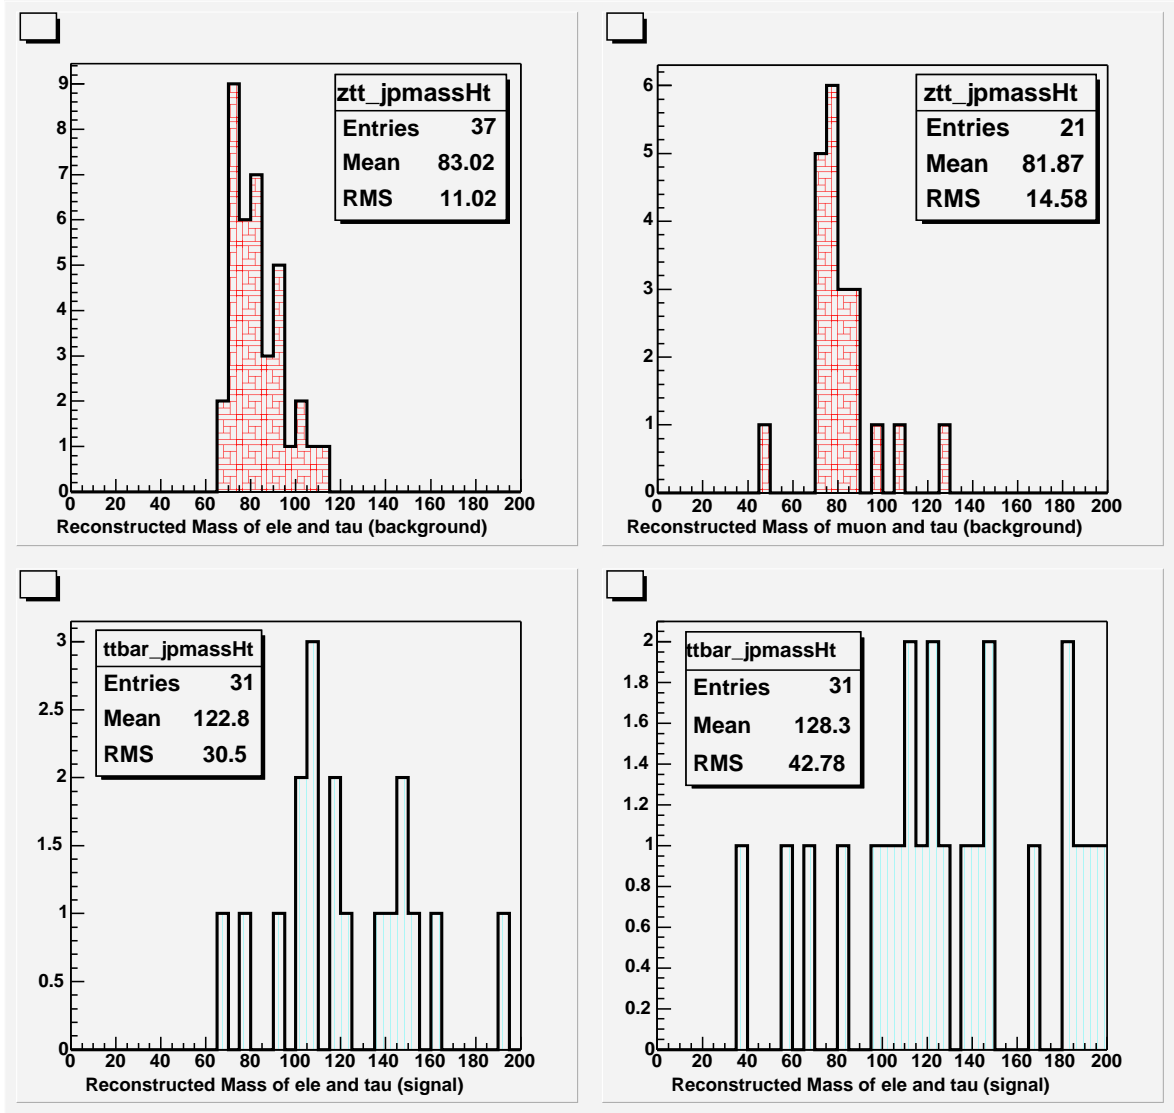 ztt_jpmassHt
Entries 37
Mean 83.02
RMS 11.02
9
8
7
6
5
4
3
2
1
0
0 20 40 60 80 100 120 140 160 180 200
Reconstructed Mass of ele and tau (background)
ztt_jpmassHt
Entries 21
Mean 81.87
RMS 14.58
6
5
4
3
2
1
0
0 20 40 60 80 100 120 140 160 180 200
Reconstructed Mass of muon and tau (background)
ttbar_jpmassHt
Entries 31
Mean 122.8
RMS 30.5
3
2.5
2
1.5
1
0.5
0
0 20 40 60 80 100 120 140 160 180 200
Reconstructed Mass of ele and tau (signal)
ttbar_jpmassHt
Entries 31
Mean 128.3
RMS 42.78
2
1.8
1.6
1.4
1.2
1
0.8
0.6
0.4
0.2
0
0 20 40 60 80 100 120 140 160 180 200
Reconstructed Mass of ele and tau (signal)